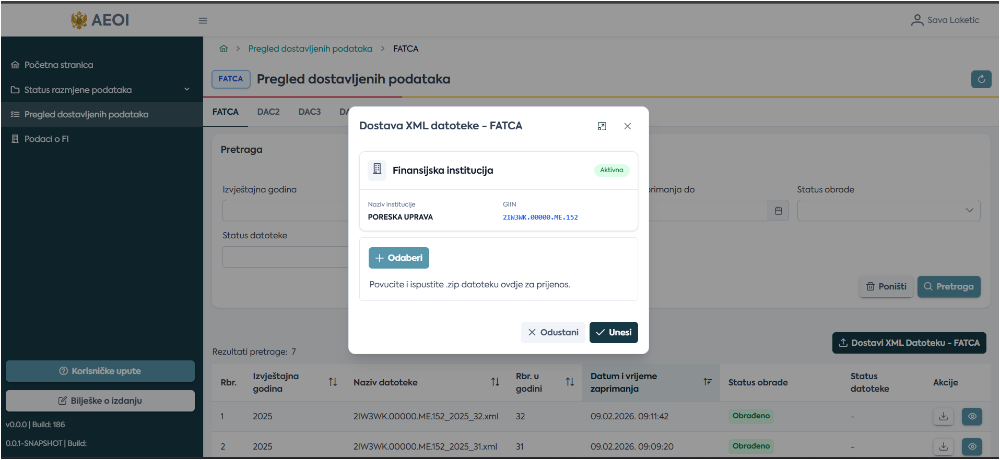 AEOI
Sava Laketic
Početna stranica
Status razmjene podataka
Pregled dostavljenih podataka
Podaci o FI
Korisničke upute
Bilješke o izdanju
v0.0.0 | Build: 186
0.0.1-SNAPSHOT | Build:
Pregled dostavljenih podataka > FATCA
FATCA Pregled dostavljenih podataka
FATCA DAC2 DAC3
Pretraga
Izvještajna godina
Status obrade
Status datoteke
Poništi Pretraga
Dostava XML datoteke - FATCA
Finansijska institucija Aktivna
Naziv institucije GIIN
PORESKA UPRAVA 2IW3WK.00000.ME.152
+ Odaberi
Povucite i ispustite .zip datoteku ovdje za prijenos.
Odustani Unesi
Dostavi XML Datoteku - FATCA
Rezultati pretrage: 7
Rbr. Izvještajna godina Naziv datoteke Rbr. u godini Datum i vrijeme zaprimanja Status obrade Status datoteke Akcije
1 2025 2IW3WK.00000.ME.152_2025_32.xml 32 09.02.2026. 09:11:42 Obrađeno -
2 2025 2IW3WK.00000.ME.152_2025_31.xml 31 09.02.2026. 09:09:20 Obrađeno -